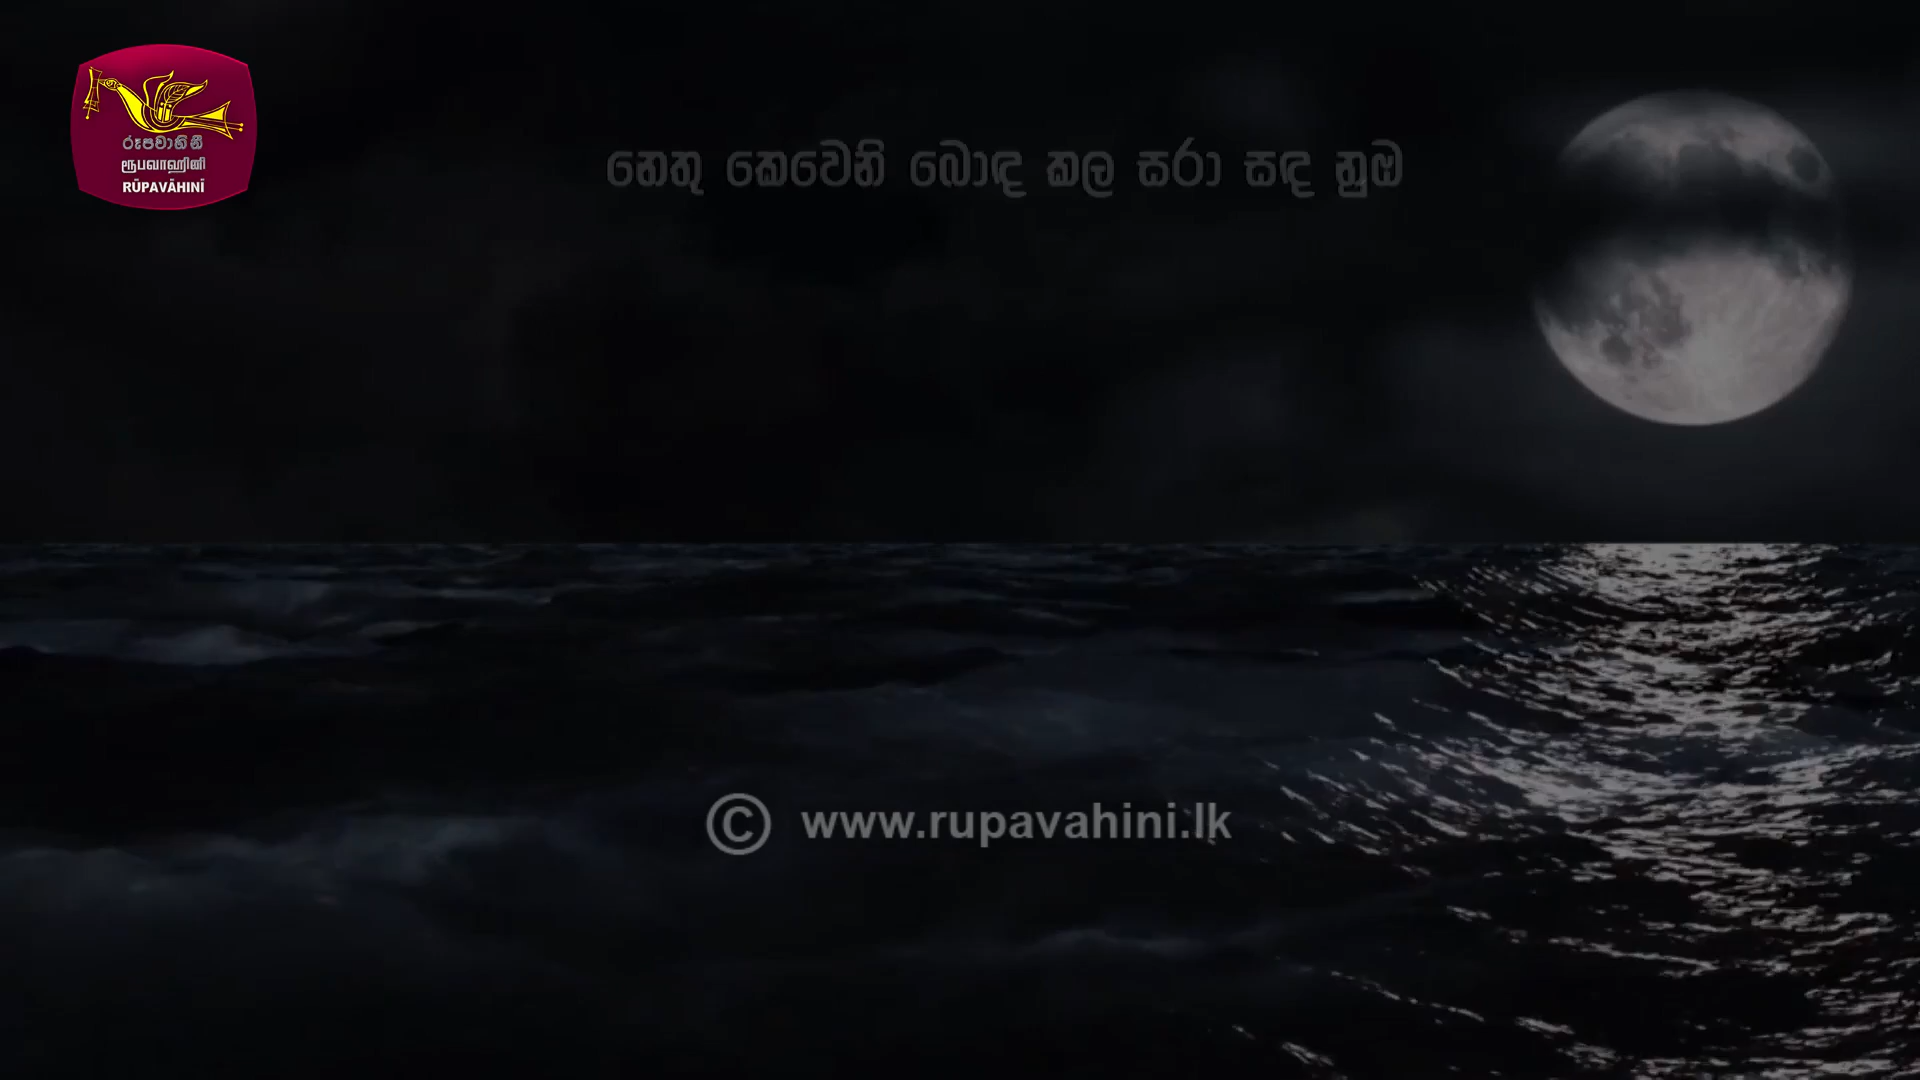 රූපවාහිනී
ரூபவாஹினி
RŪPAVĀHINĪ
නෙතු කෙවෙනි බොඳ කල සරා සඳ නුඹ
© www.rupavahini.lk